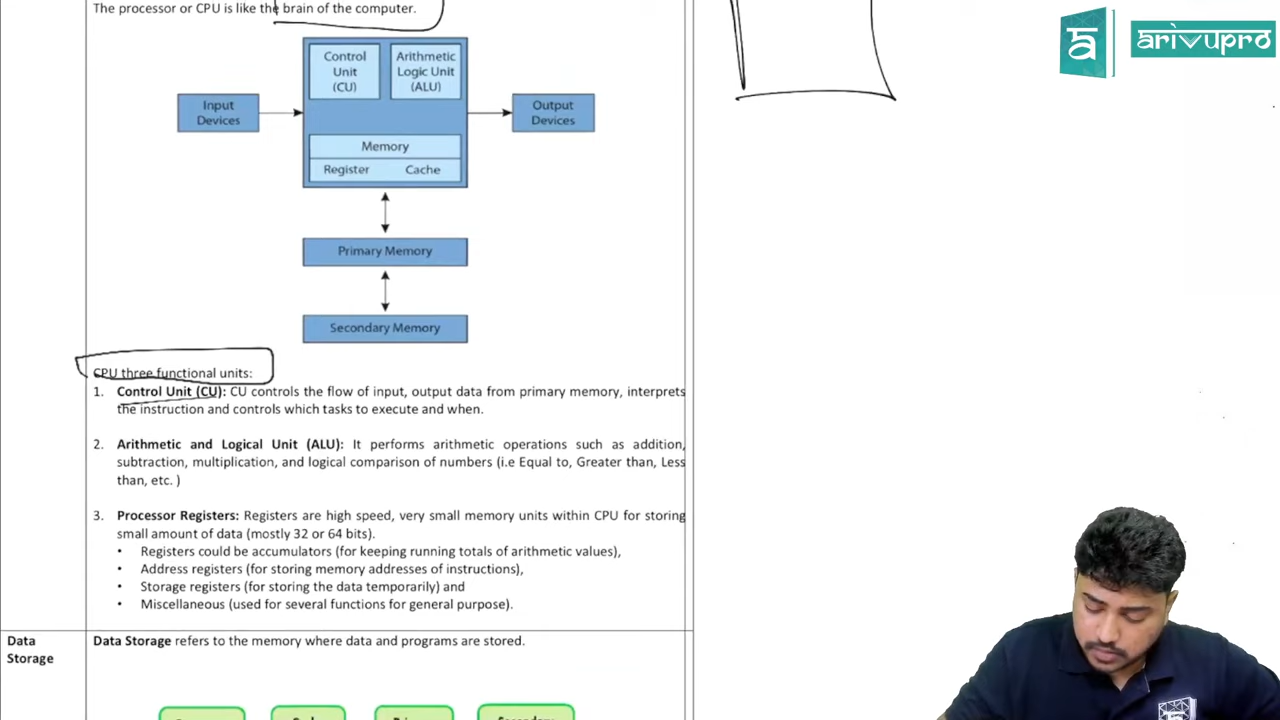 The processor or CPU is like the brain of the computer.
arivupro
Control
Unit
(CU)
Arithmetic
Logic Unit
(ALU)
Input
Devices
Output
Devices
Memory
Register Cache
Primary Memory
Secondary Memory
CPU three functional units:
1. Control Unit (CU): CU controls the flow of input, output data from primary memory, interprets
the instruction and controls which tasks to execute and when.
2. Arithmetic and Logical Unit (ALU): It performs arithmetic operations such as addition,
subtraction, multiplication, and logical comparison of numbers (i.e Equal to, Greater than, Less
than, etc. )
3. Processor Registers: Registers are high speed, very small memory units within CPU for storing
small amount of data (mostly 32 or 64 bits).
• Registers could be accumulators (for keeping running totals of arithmetic values),
• Address registers (for storing memory addresses of instructions),
• Storage registers (for storing the data temporarily) and
• Miscellaneous (used for several functions for general purpose).
Data
Storage
Data Storage refers to the memory where data and programs are stored.